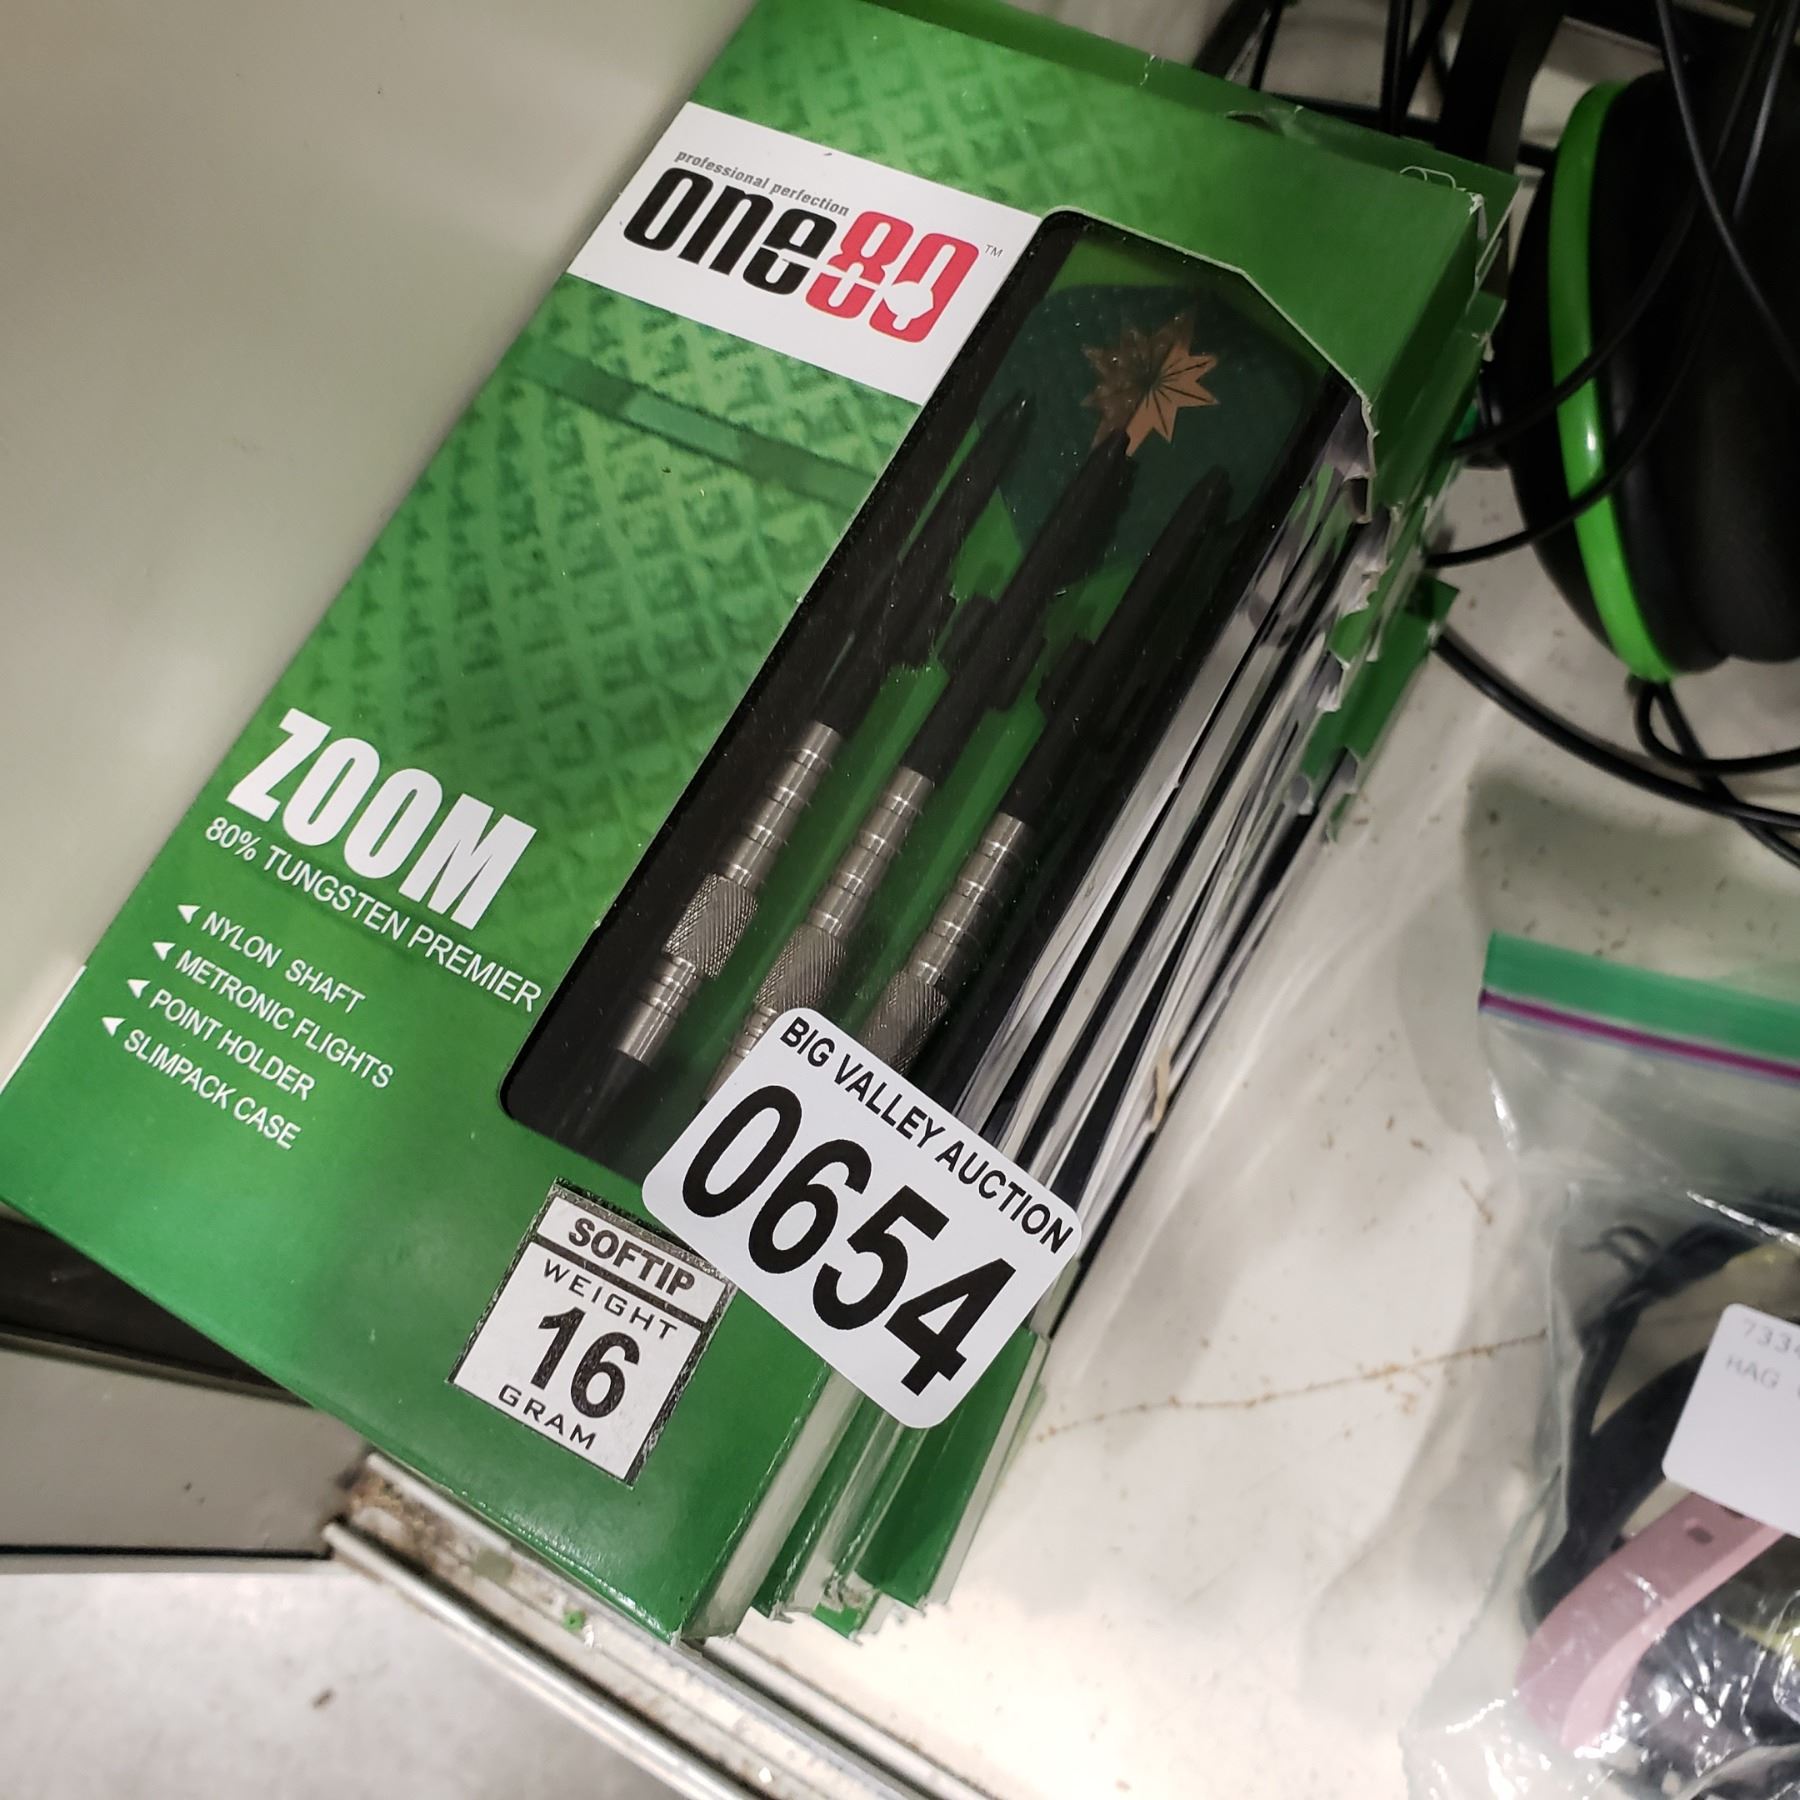 professional perfection
one80™
ZOOM
80% TUNGSTEN PREMIER
NYLON SHAFT
METRONIC FLIGHTS
POINT HOLDER
SLIMPACK CASE
SOFTIP
WEIGHT
16
GRAM
BIG VALLEY AUCTION
0654